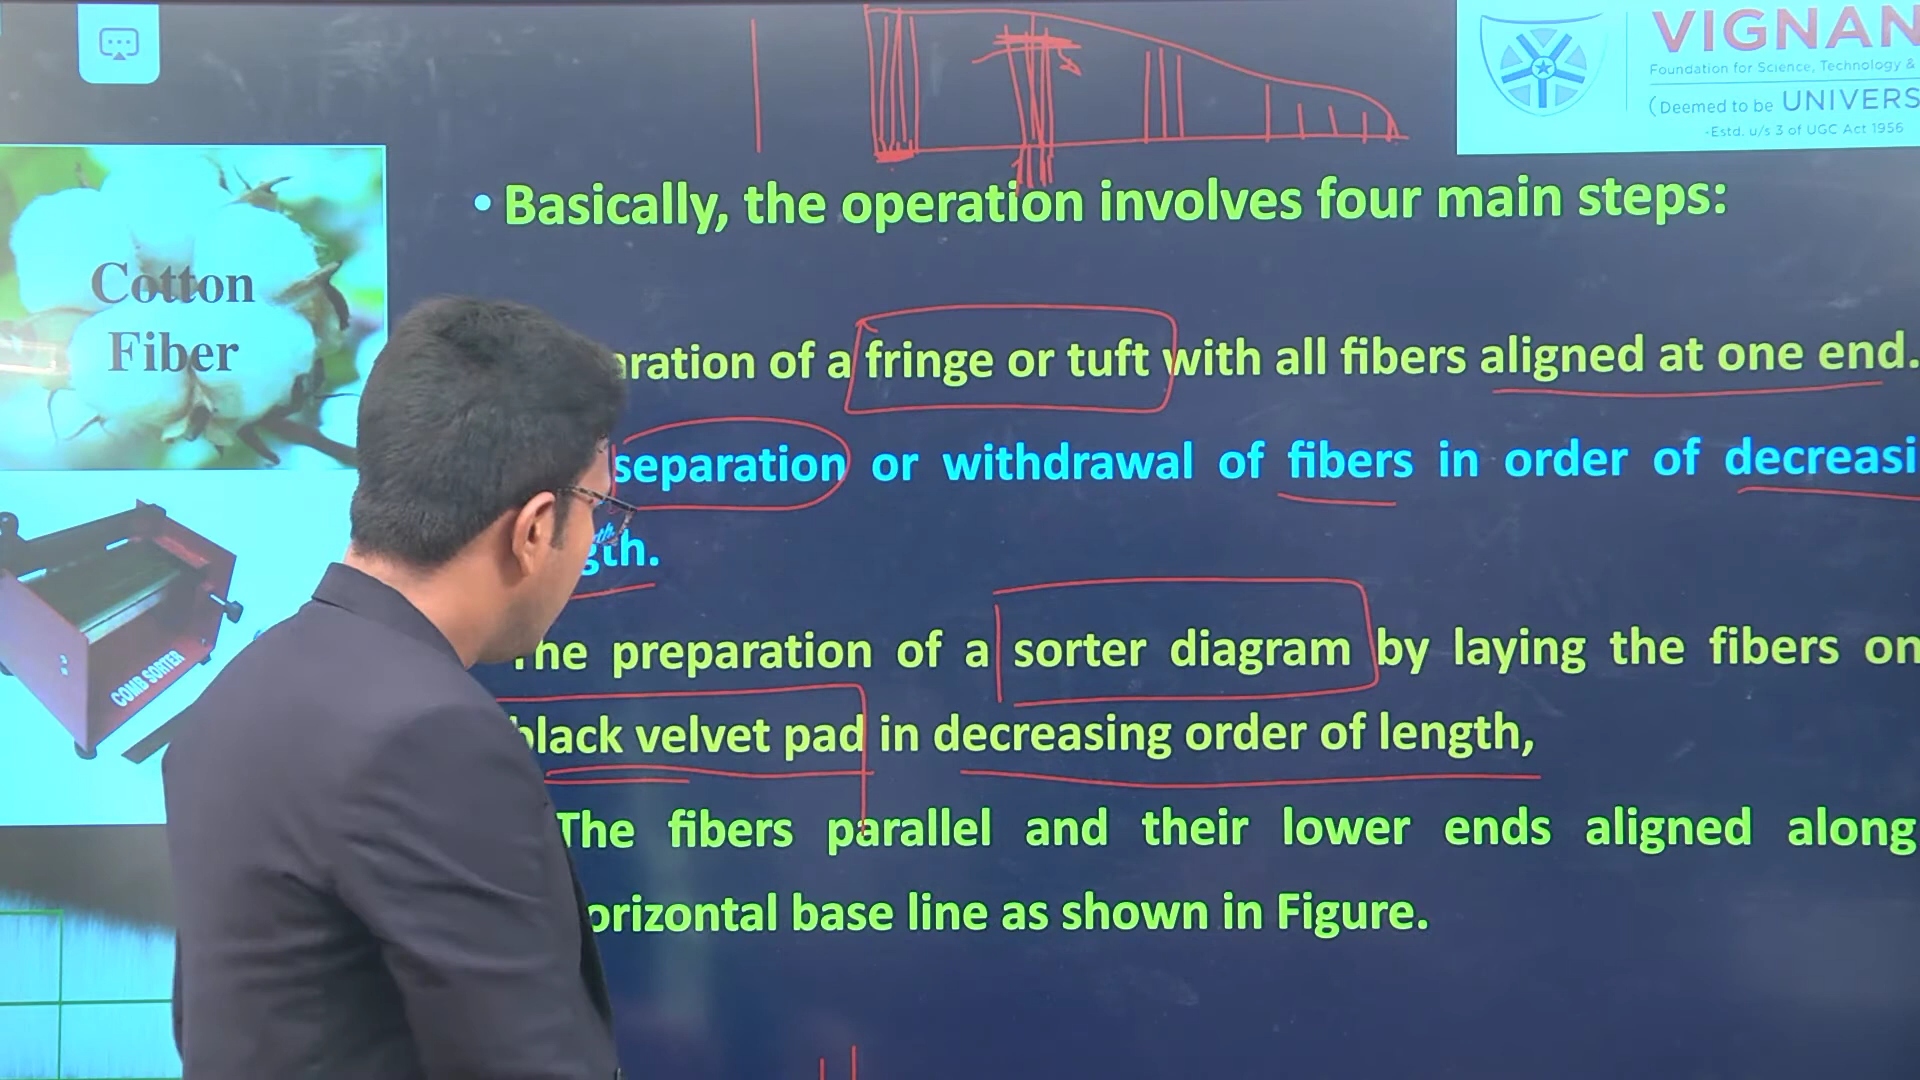 VIGNAN
Foundation for Science, Technology &
(Deemed to be UNIVERS
-Estd. u/s 3 of UGC Act 1956
• Basically, the operation involves four main steps:
Cotton
Fiber
aration of a fringe or tuft with all fibers aligned at one end.
separation or withdrawal of fibers in order of decreasi
gth.
The preparation of a sorter diagram by laying the fibers on
black velvet pad in decreasing order of length,
The fibers parallel and their lower ends aligned along
orizontal base line as shown in Figure.
COMB SORTER